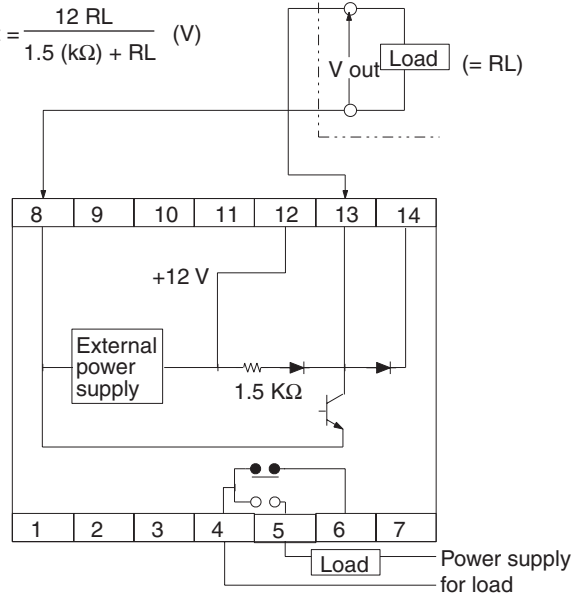 = 12 RL / 1.5 (kΩ) + RL (V)
V out
Load
(= RL)
8 9 10 11 12 13 14
+12 V
External
power
supply
1.5 KΩ
1 2 3 4 5 6 7
Load
Power supply
for load